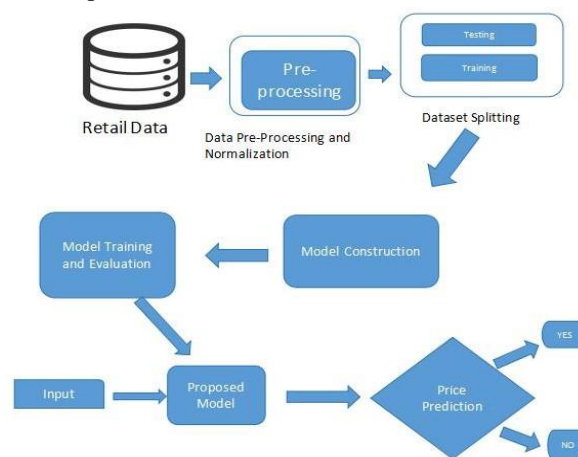 Testing
Training
Pre-
processing
Retail Data
Data Pre-Processing and
Normalization
Dataset Splitting
Model Training
and Evaluation
Model Construction
YES
Input
Proposed
Model
Price
Prediction
NO